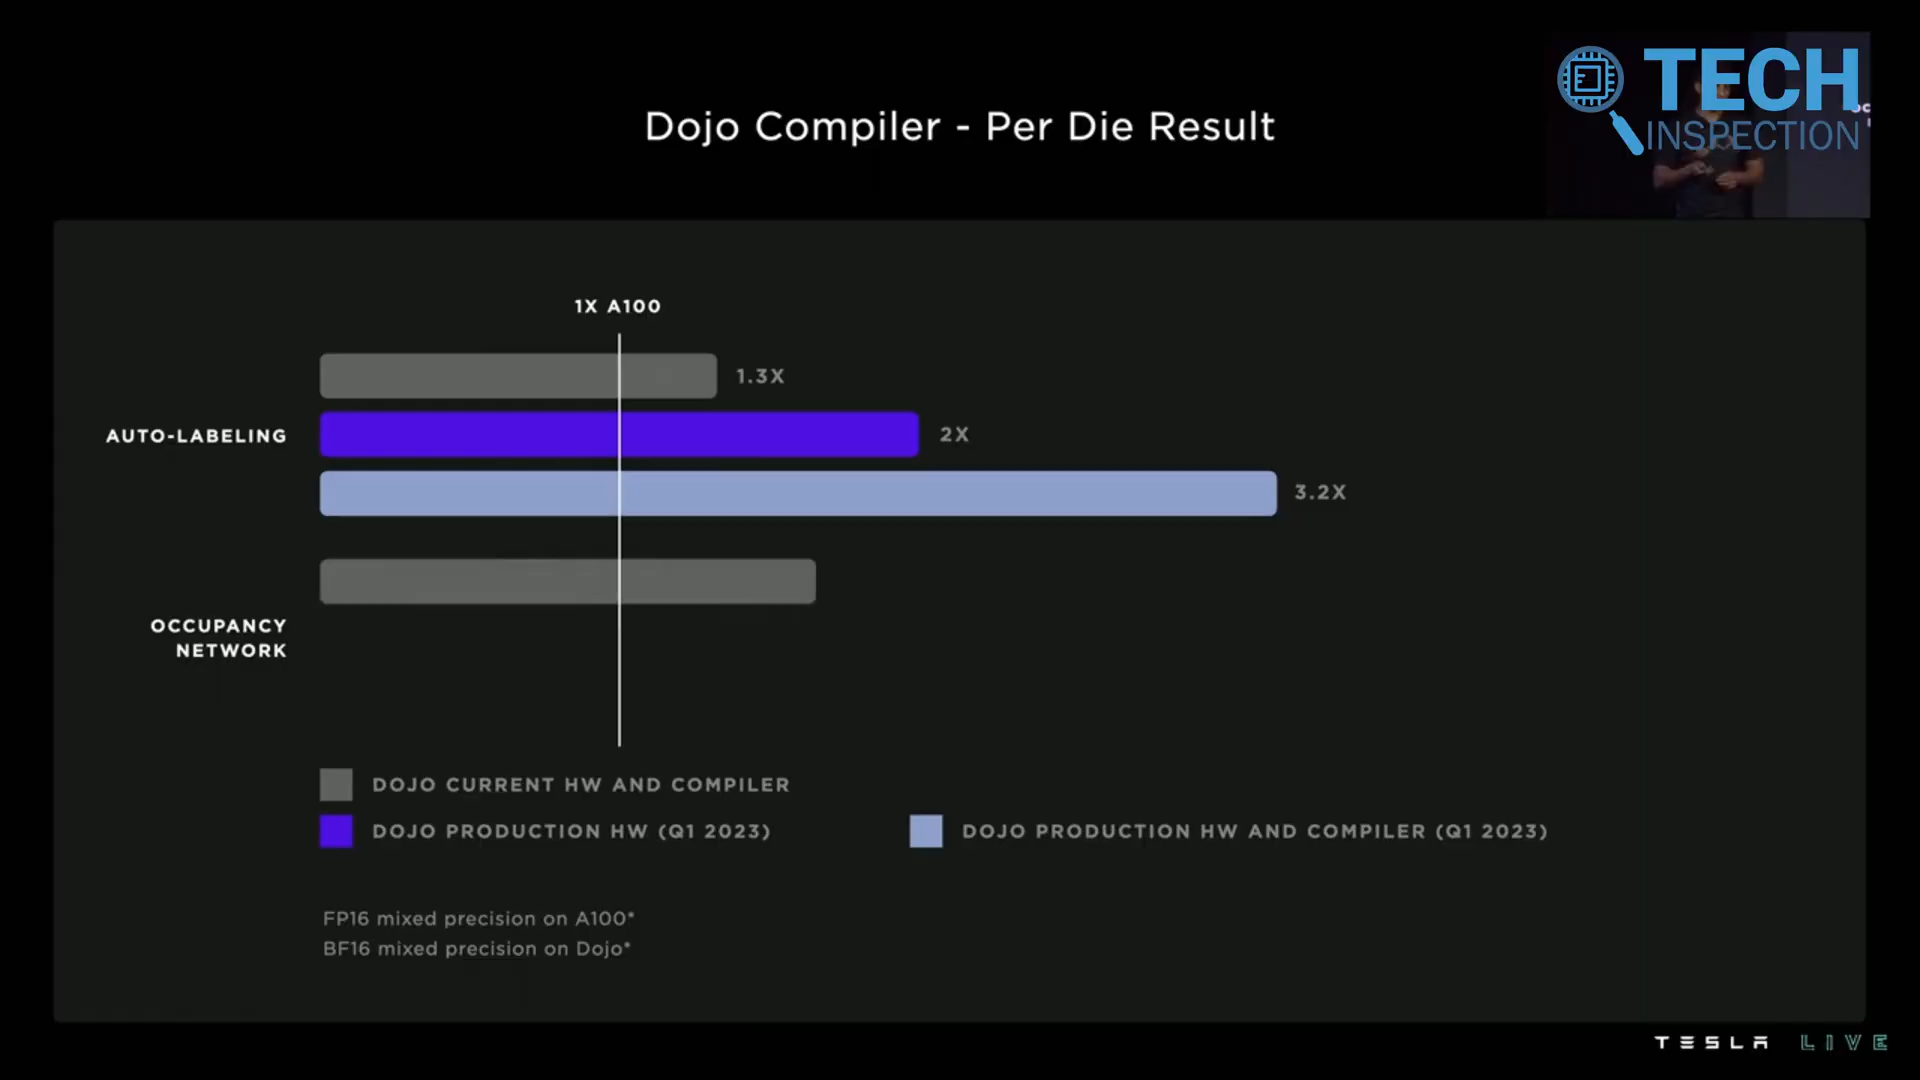 TECH
INSPECTION
Dojo Compiler - Per Die Result
1X A100
1.3X
AUTO-LABELING
2X
3.2X
OCCUPANCY
NETWORK
DOJO CURRENT HW AND COMPILER
DOJO PRODUCTION HW (Q1 2023)
DOJO PRODUCTION HW AND COMPILER (Q1 2023)
FP16 mixed precision on A100*
BF16 mixed precision on Dojo*
TESLA LIVE